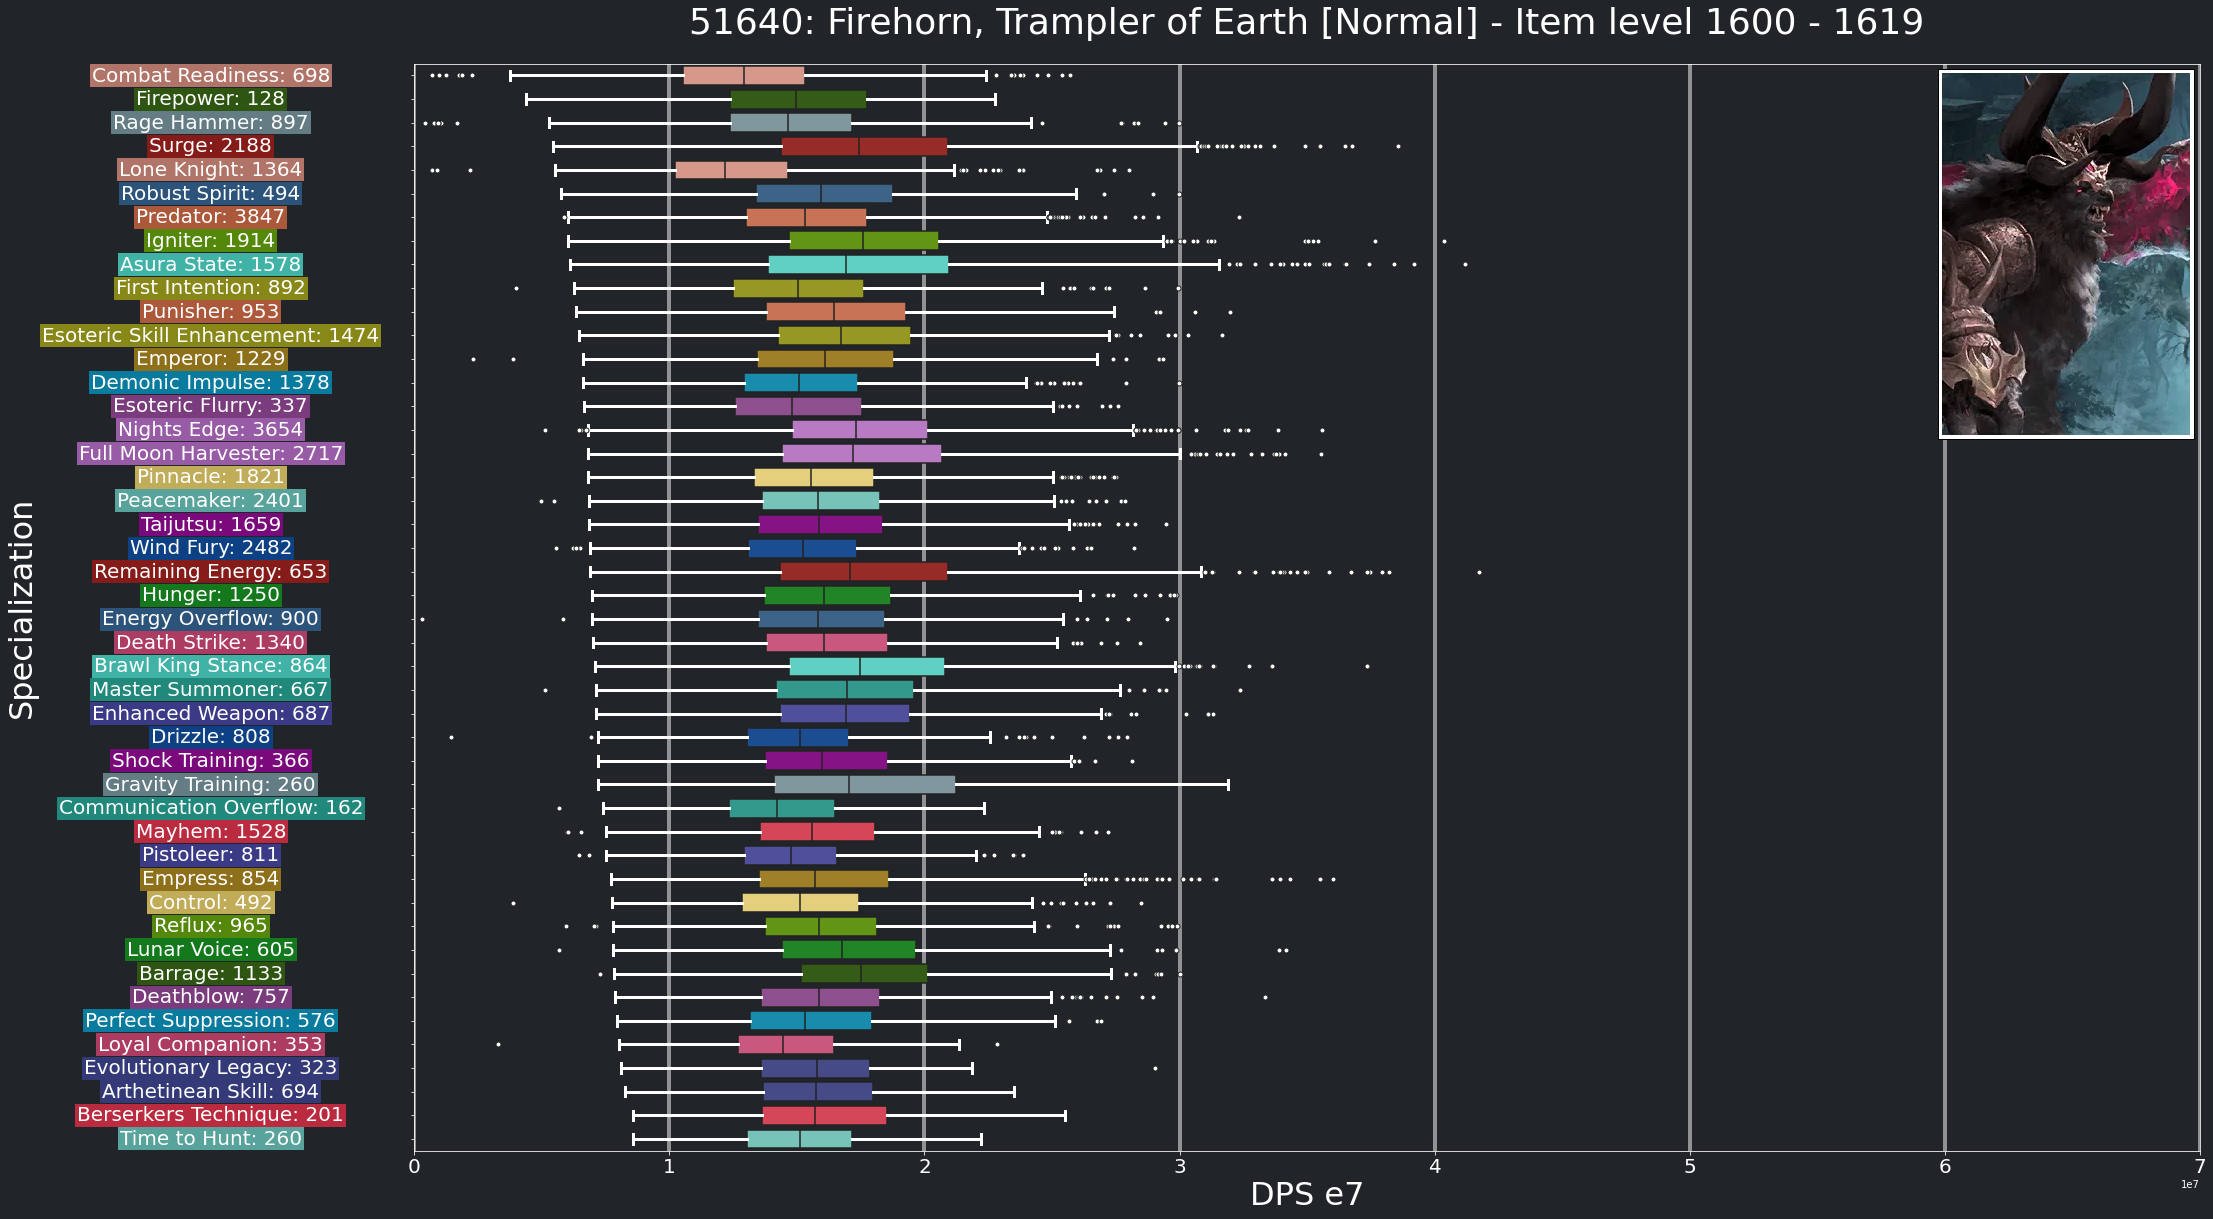 51640: Firehorn, Trampler of Earth [Normal] - Item level 1600 - 1619
Combat Readiness: 698
Firepower: 128
Rage Hammer: 897
Surge: 2188
Lone Knight: 1364
Robust Spirit: 494
Predator: 3847
Igniter: 1914
Asura State: 1578
First Intention: 892
Punisher: 953
Esoteric Skill Enhancement: 1474
Emperor: 1229
Demonic Impulse: 1378
Esoteric Flurry: 337
Nights Edge: 3654
Full Moon Harvester: 2717
Pinnacle: 1821
Peacemaker: 2401
Taijutsu: 1659
Wind Fury: 2482
Remaining Energy: 653
Hunger: 1250
Energy Overflow: 900
Death Strike: 1340
Brawl King Stance: 864
Master Summoner: 667
Enhanced Weapon: 687
Drizzle: 808
Shock Training: 366
Gravity Training: 260
Communication Overflow: 162
Mayhem: 1528
Pistoleer: 811
Empress: 854
Control: 492
Reflux: 965
Lunar Voice: 605
Barrage: 1133
Deathblow: 757
Perfect Suppression: 576
Loyal Companion: 353
Evolutionary Legacy: 323
Arthetinean Skill: 694
Berserkers Technique: 201
Time to Hunt: 260
Specialization
0 1 2 3 4 5 6 7
1e7
DPS e7